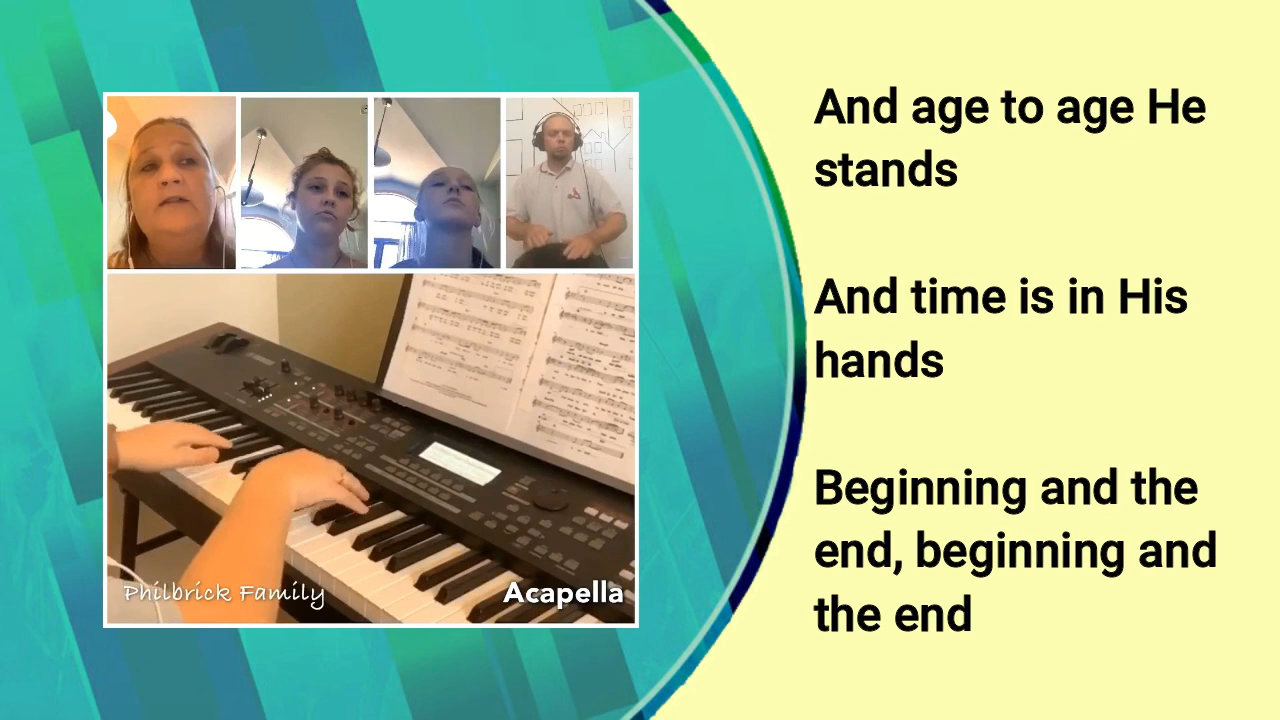 And age to age He
stands
And time is in His
hands
Beginning and the
end, beginning and
the end
Philbrick Family
Acapella